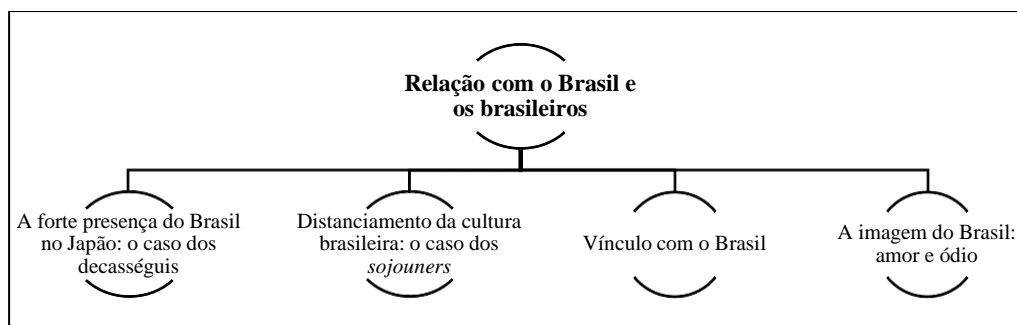 Relação com o Brasil e
os brasileiros
A forte presença do Brasil
no Japão: o caso dos
decasséguis
Distanciamento da cultura
brasileira: o caso dos
sojouners
Vínculo com o Brasil
A imagem do Brasil:
amor e ódio